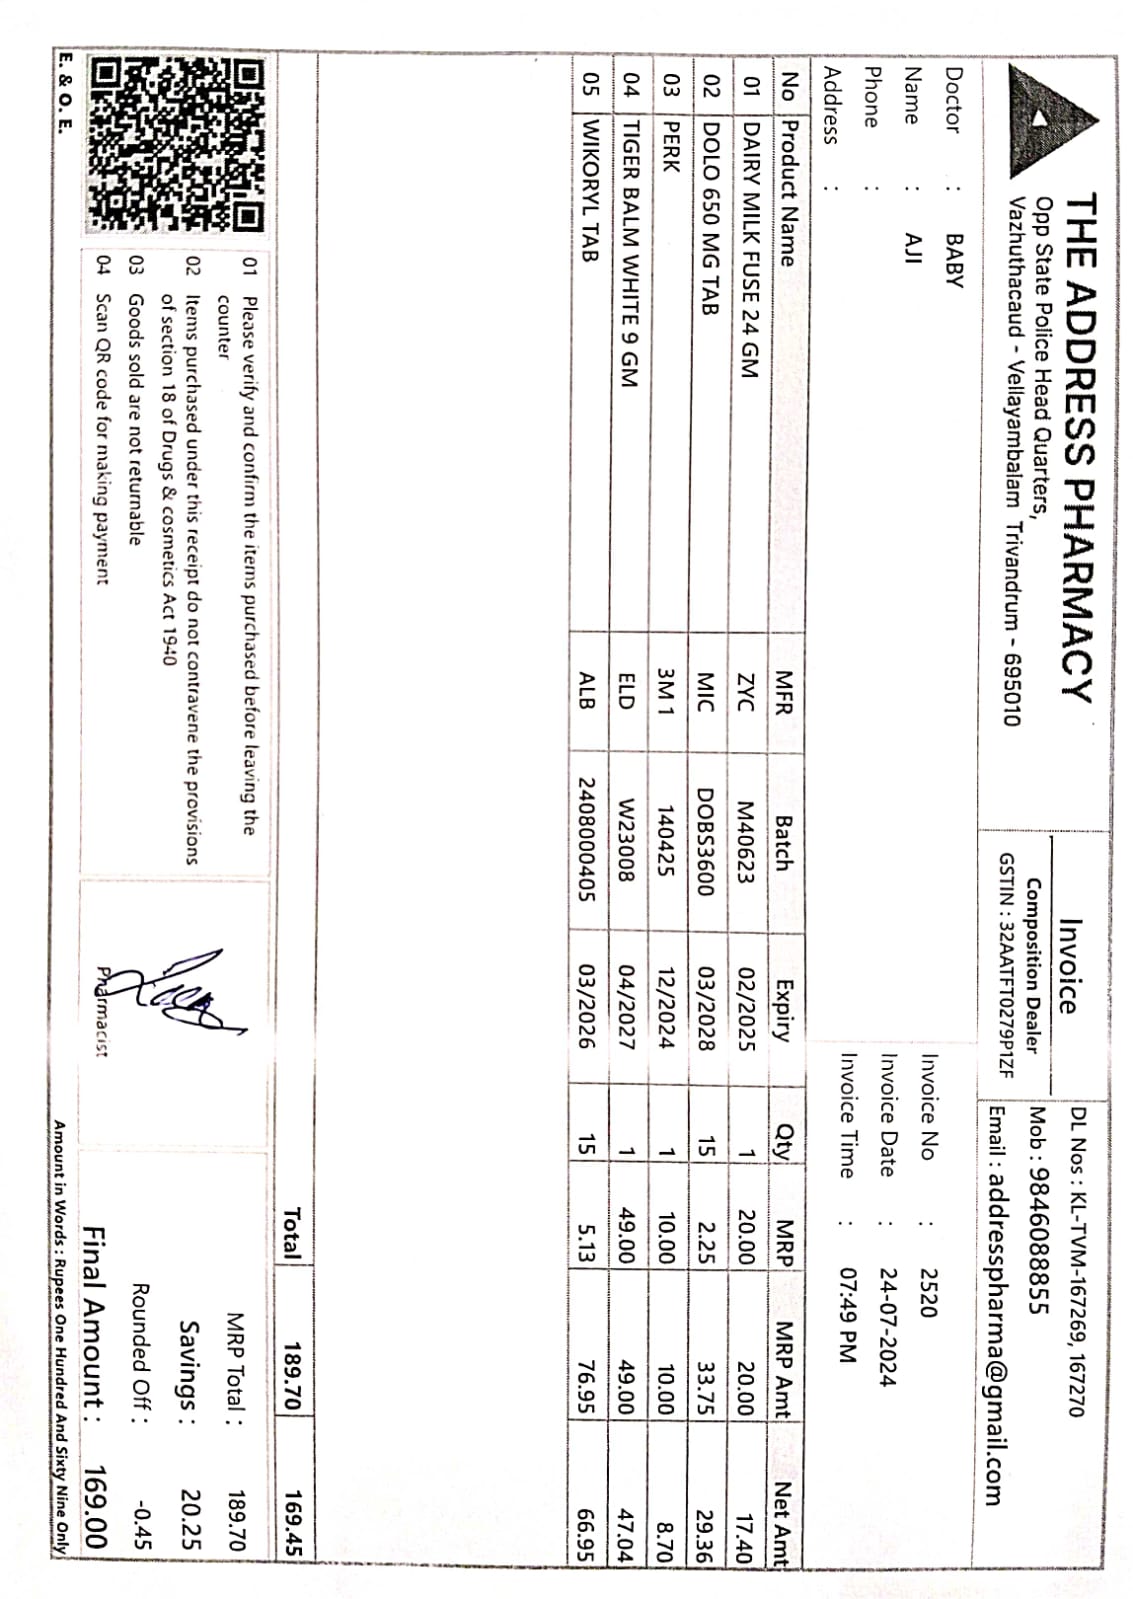 THE ADDRESS PHARMACY
Opp State Police Head Quarters,
Vazhuthacaud - Vellayambalam Trivandrum - 695010
Invoice
Composition Dealer
GSTIN : 32AATFT0279P1ZF
DL Nos : KL-TVM-167269, 167270
Mob : 9846088855
Email : addresspharma@gmail.com
Doctor : BABY
Name : AJI
Phone :
Address :
Invoice No : 2520
Invoice Date : 24-07-2024
Invoice Time : 07:49 PM
No Product Name MFR Batch Expiry Qty MRP MRP Amt Net Amt
01 DAIRY MILK FUSE 24 GM ZYC M40623 02/2025 1 20.00 20.00 17.40
02 DOLO 650 MG TAB MIC DOBS3600 03/2028 15 2.25 33.75 29.36
03 PERK 3M 1 140425 12/2024 1 10.00 10.00 8.70
04 TIGER BALM WHITE 9 GM ELD W23008 04/2027 1 49.00 49.00 47.04
05 WIKORYL TAB ALB 2408000405 03/2026 15 5.13 76.95 66.95
Total 189.70 169.45
01 Please verify and confirm the items purchased before leaving the
counter
02 Items purchased under this receipt do not contravene the provisions
of section 18 of Drugs & cosmetics Act 1940
03 Goods sold are not returnable
04 Scan QR code for making payment
Pharmacist
MRP Total : 189.70
Savings : 20.25
Rounded Off : -0.45
Final Amount : 169.00
E. & O. E.
Amount in Words : Rupees One Hundred And Sixty Nine Only